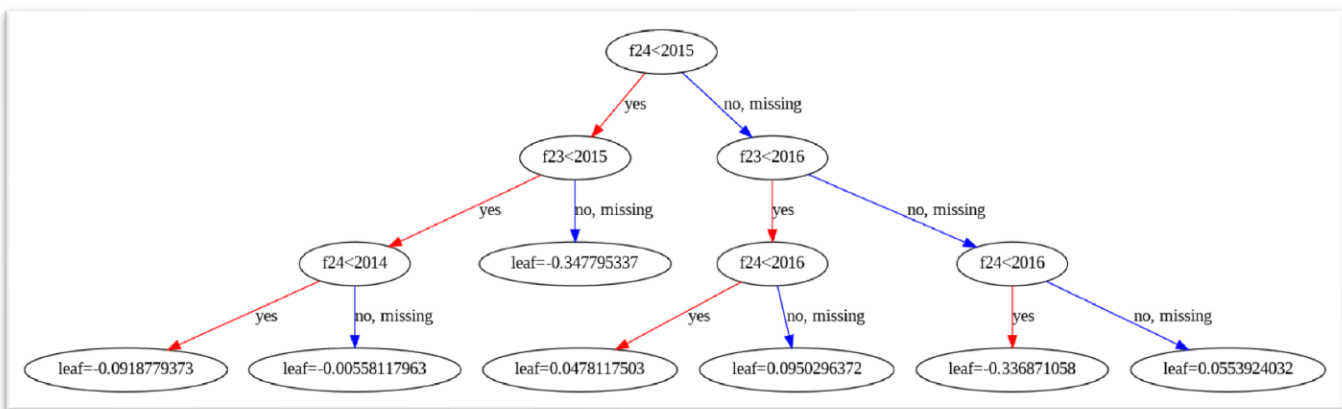 f24<2015
yes
no, missing
f23<2015
f23<2016
yes
no, missing
yes
no, missing
f24<2014
leaf=-0.347795337
f24<2016
f24<2016
yes
no, missing
yes
no, missing
yes
no, missing
leaf=-0.0918779373
leaf=-0.00558117963
leaf=0.0478117503
leaf=0.0950296372
leaf=-0.336871058
leaf=0.0553924032